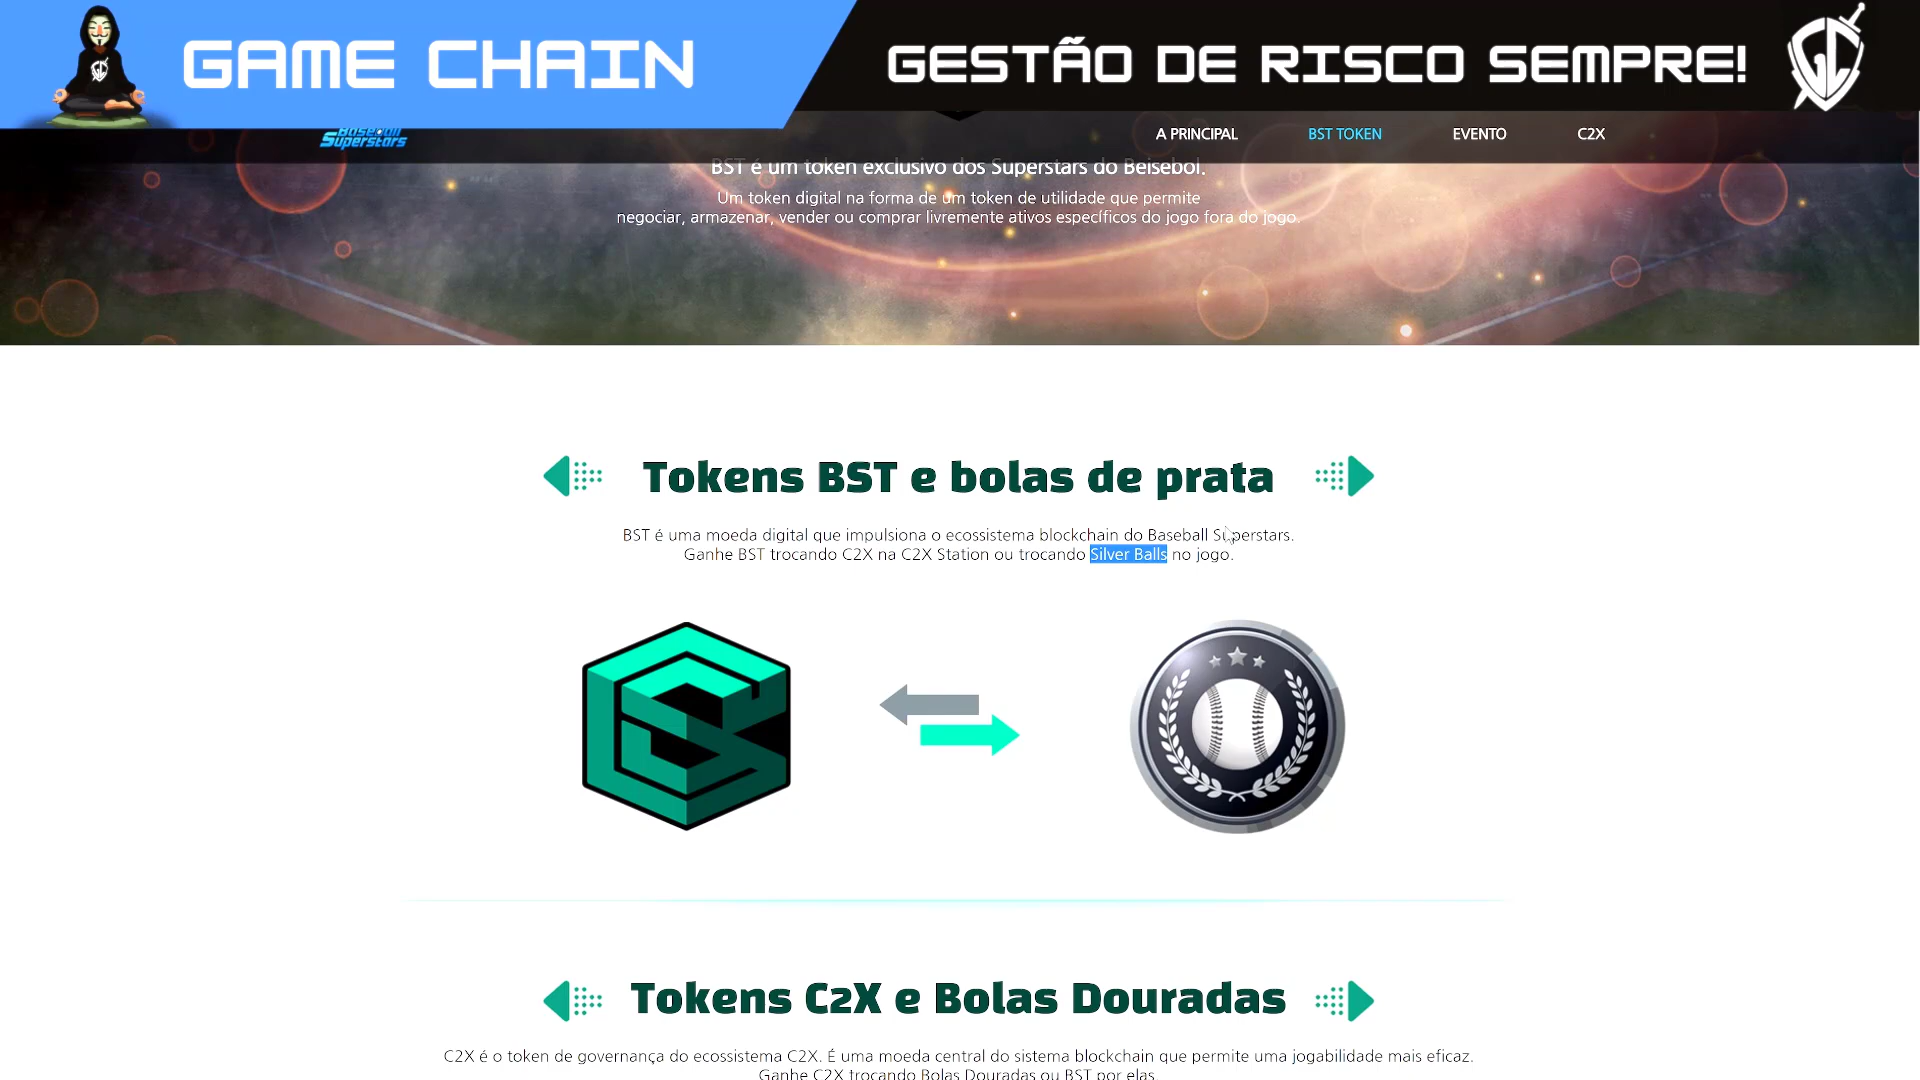 GAME CHAIN
GESTÃO DE RISCO SEMPRE!
Baseball
Superstars
A PRINCIPAL
BST TOKEN
EVENTO
C2X
BST é um token exclusivo dos Superstars do Beisebol.
Um token digital na forma de um token de utilidade que permite
negociar, armazenar, vender ou comprar livremente ativos específicos do jogo fora do jogo.
Tokens BST e bolas de prata
BST é uma moeda digital que impulsiona o ecossistema blockchain do Baseball Superstars.
Ganhe BST trocando C2X na C2X Station ou trocando Silver Balls no jogo.
Tokens C2X e Bolas Douradas
C2X é o token de governança do ecossistema C2X. É uma moeda central do sistema blockchain que permite uma jogabilidade mais eficaz.
Ganhe C2X trocando Bolas Douradas ou BST por elas.